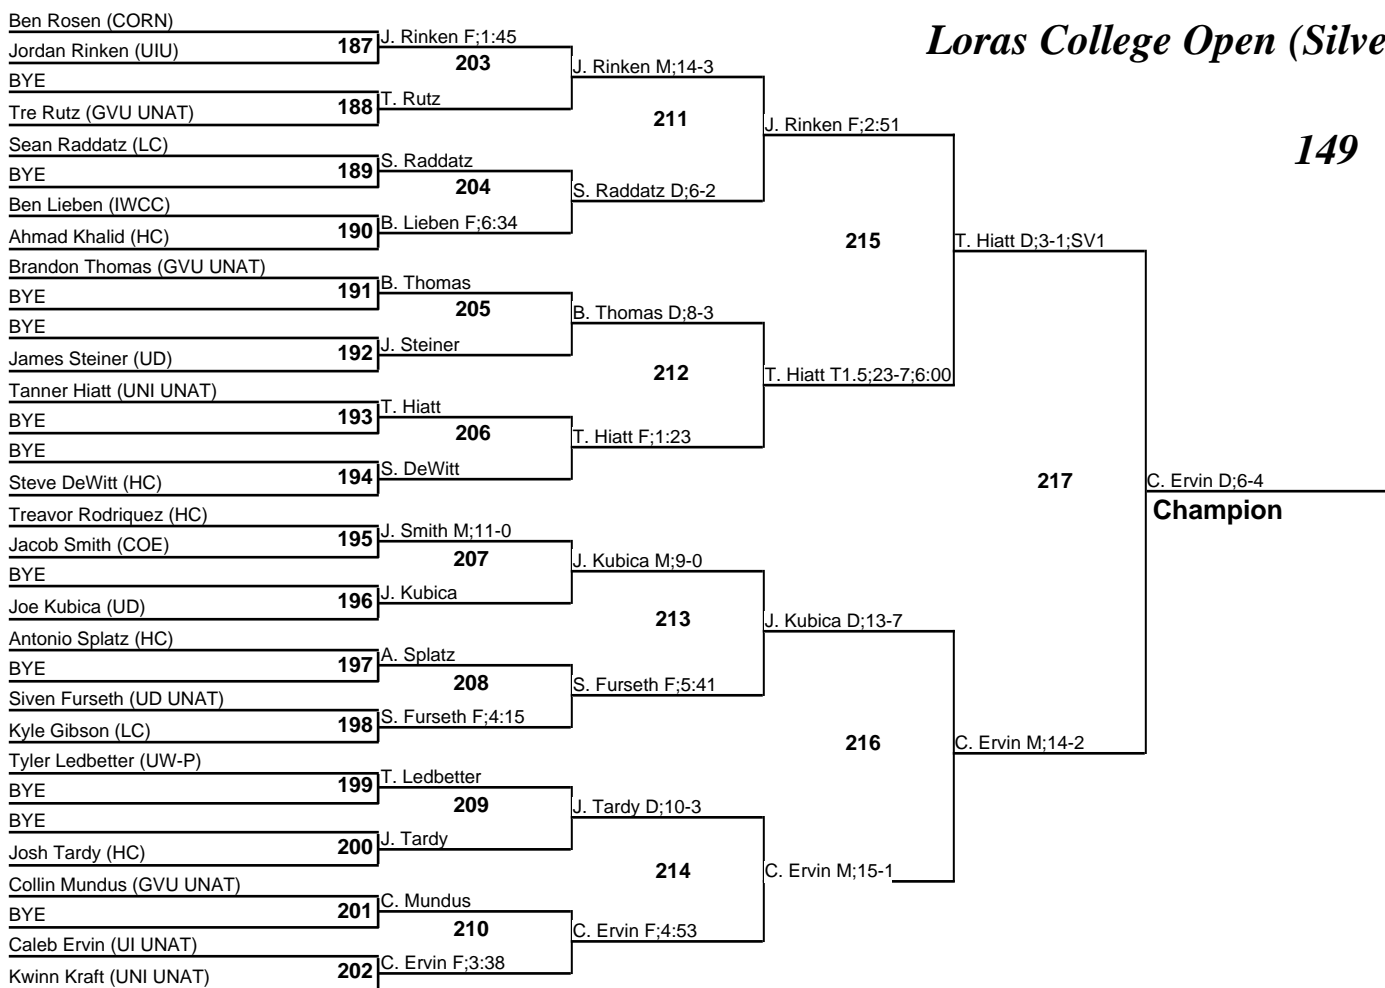 Loras College Open (Silve
149
Ben Rosen (CORN)
Jordan Rinken (UIU)
BYE
Tre Rutz (GVU UNAT)
Sean Raddatz (LC)
BYE
Ben Lieben (IWCC)
Ahmad Khalid (HC)
Brandon Thomas (GVU UNAT)
BYE
BYE
James Steiner (UD)
Tanner Hiatt (UNI UNAT)
BYE
BYE
Steve DeWitt (HC)
Treavor Rodriquez (HC)
Jacob Smith (COE)
BYE
Joe Kubica (UD)
Antonio Splatz (HC)
BYE
Siven Furseth (UD UNAT)
Kyle Gibson (LC)
Tyler Ledbetter (UW-P)
BYE
BYE
Josh Tardy (HC)
Collin Mundus (GVU UNAT)
BYE
Caleb Ervin (UI UNAT)
Kwinn Kraft (UNI UNAT)
187
188
189
190
191
192
193
194
195
196
197
198
199
200
201
202
J. Rinken F;1:45
T. Rutz
S. Raddatz
B. Lieben F;6:34
B. Thomas
J. Steiner
T. Hiatt
S. DeWitt
J. Smith M;11-0
J. Kubica
A. Splatz
S. Furseth F;4:15
T. Ledbetter
J. Tardy
C. Mundus
C. Ervin F;3:38
203
204
205
206
207
208
209
210
J. Rinken M;14-3
S. Raddatz D;6-2
B. Thomas D;8-3
T. Hiatt F;1:23
J. Kubica M;9-0
S. Furseth F;5:41
J. Tardy D;10-3
C. Ervin F;4:53
211
212
213
214
J. Rinken F;2:51
T. Hiatt T1.5;23-7;6:00
J. Kubica D;13-7
C. Ervin M;15-1
215
216
T. Hiatt D;3-1;SV1
C. Ervin M;14-2
217
C. Ervin D;6-4
Champion